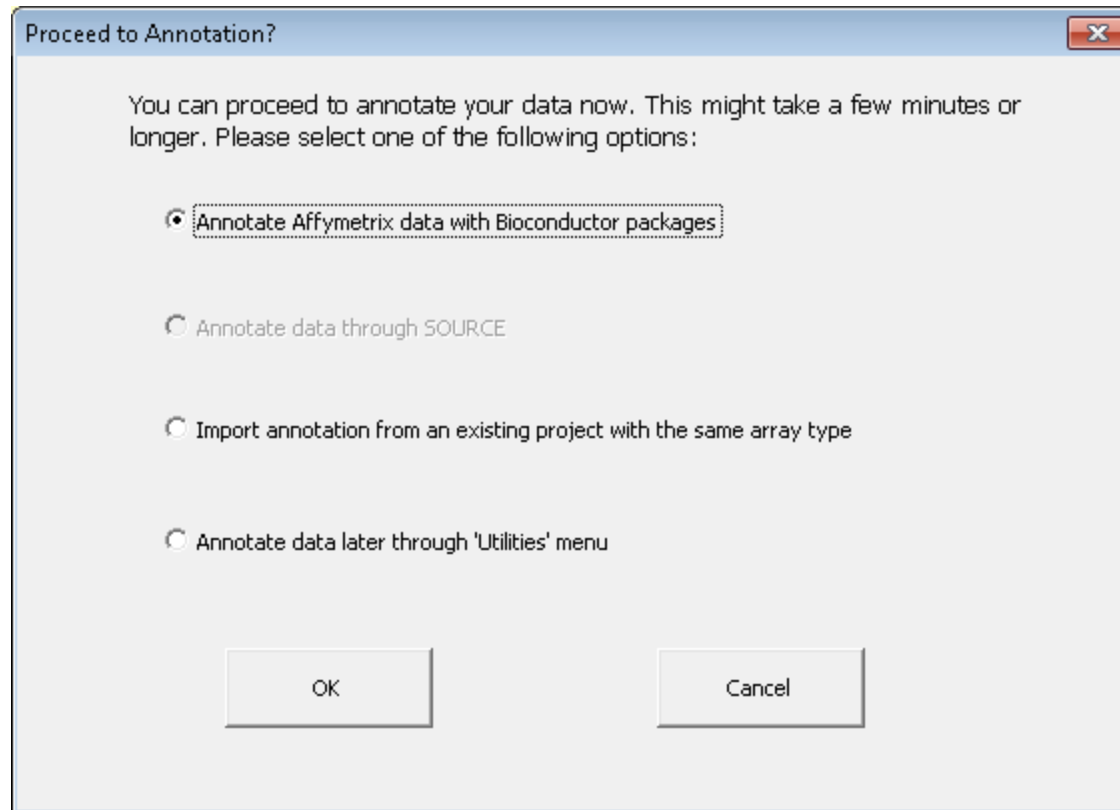 Proceed to Annotation?
You can proceed to annotate your data now. This might take a few minutes or
longer. Please select one of the following options:
Annotate Affymetrix data with Bioconductor packages
Annotate data through SOURCE
Import annotation from an existing project with the same array type
Annotate data later through 'Utilities' menu
OK
Cancel